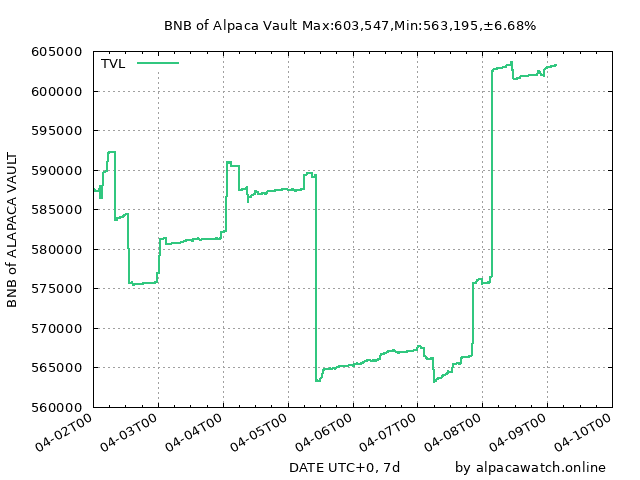 BNB of Alpaca Vault Max:603,547,Min:563,195,±6.68%
TVL
605000
600000
595000
590000
585000
580000
575000
570000
565000
560000
BNB of ALAPACA VAULT
04-02T00
04-03T00
04-04T00
04-05T00
04-06T00
04-07T00
04-08T00
04-09T00
04-10T00
DATE UTC+0, 7d
by alpacawatch.online